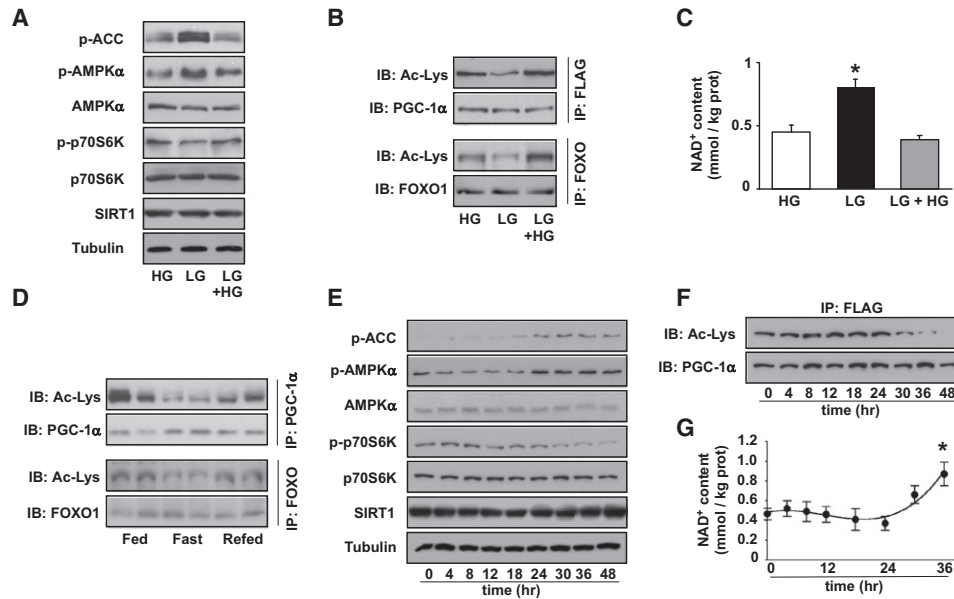 A
p-ACC
p-AMPKα
AMPKα
p-p70S6K
p70S6K
SIRT1
Tubulin
HG LG LG
+HG
B
IB: Ac-Lys
IB: PGC-1α
IP: FLAG
IB: Ac-Lys
IB: FOXO1
IP: FOXO
HG LG LG
+HG
C
NAD+ content
(mmol / kg prot)
1
0.5
0
*
HG LG LG + HG
D
IB: Ac-Lys
IB: PGC-1α
IP: PGC-1α
IB: Ac-Lys
IB: FOXO1
IP: FOXO
Fed Fast Refed
E
p-ACC
p-AMPKα
AMPKα
p-p70S6K
p70S6K
SIRT1
Tubulin
0 4 8 12 18 24 30 36 48
time (hr)
F
IP: FLAG
IB: Ac-Lys
IB: PGC-1α
0 4 8 12 18 24 30 36 48
time (hr)
G
NAD+ content
(mmol / kg prot)
1.2
1.0
0.8
0.6
0.4
0.2
0.0
*
0 12 24 36
time (hr)